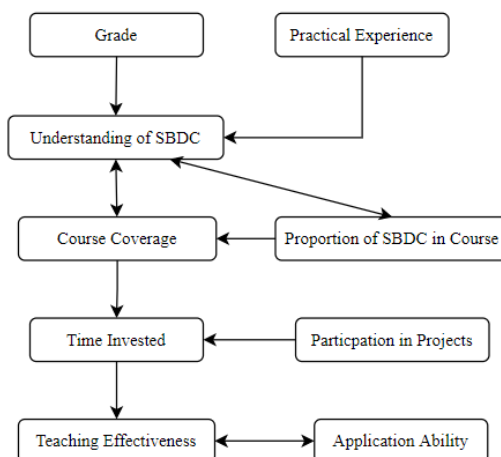 Grade
Practical Experience
Understanding of SBDC
Course Coverage
Proportion of SBDC in Course
Time Invested
Particpation in Projects
Teaching Effectiveness
Application Ability